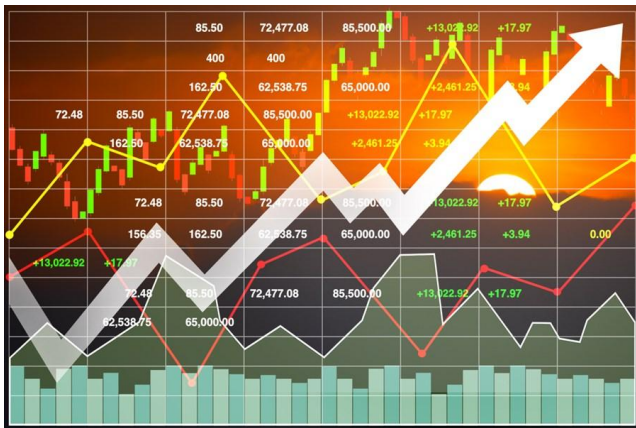 85.50 72,477.08 85,500.00 +13,022.92 +17.97
400 400
162.50 62,538.75 65,000.00 +2,461.25 +3.94
72.48 85.50 72,477.08 85,500.00 +13,022.92 +17.97
162.50 62,538.75 65,000.00 +2,461.25 +3.94
72.48 85.50 72,477.08 85,500.00 +13,022.92 +17.97
156.35 162.50 62,538.75 65,000.00 +2,461.25 +3.94 0.00
+13,022.92 +17.97
72.48 85.50 72,477.08 85,500.00 +13,022.92 +17.97
62,538.75 65,000.00